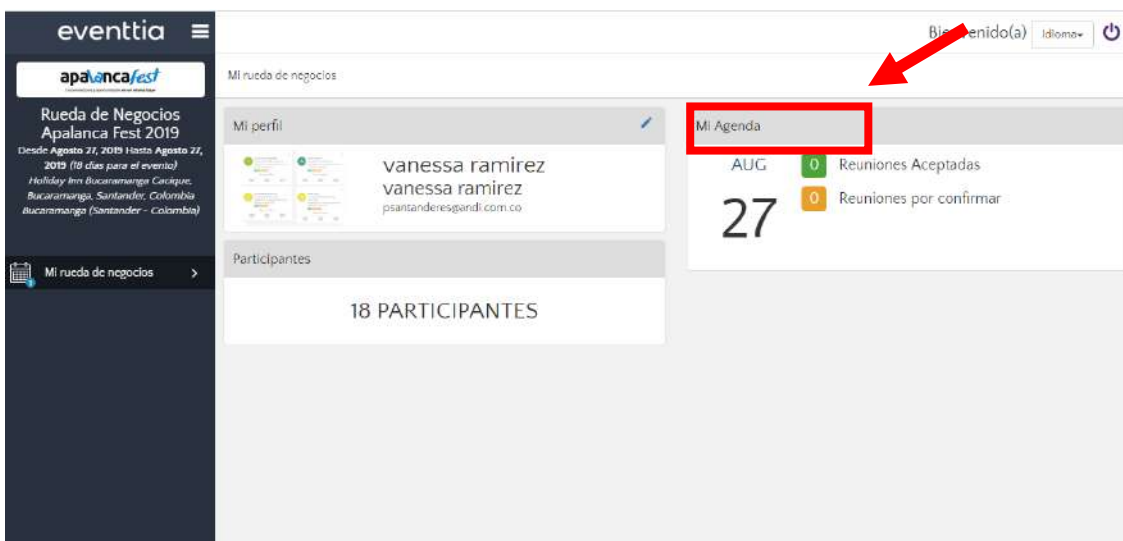 eventtia
Bienvenido(a) Idioma
apalancafest
Mi rueda de negocios
Rueda de Negocios
Apalanca Fest 2019
Desde Agosto 27, 2019 Hasta Agosto 27,
2019 (18 días para el evento)
Holiday Inn Bucaramanga Cacique,
Bucaramanga, Santander, Colombia
Bucaramanga (Santander - Colombia)
Mi rueda de negocios
Mi perfil
vanessa ramirez
vanessa ramirez
psantanderesgandi.com.co
Participantes
18 PARTICIPANTES
Mi Agenda
AUG
27
0 Reuniones Aceptadas
0 Reuniones por confirmar